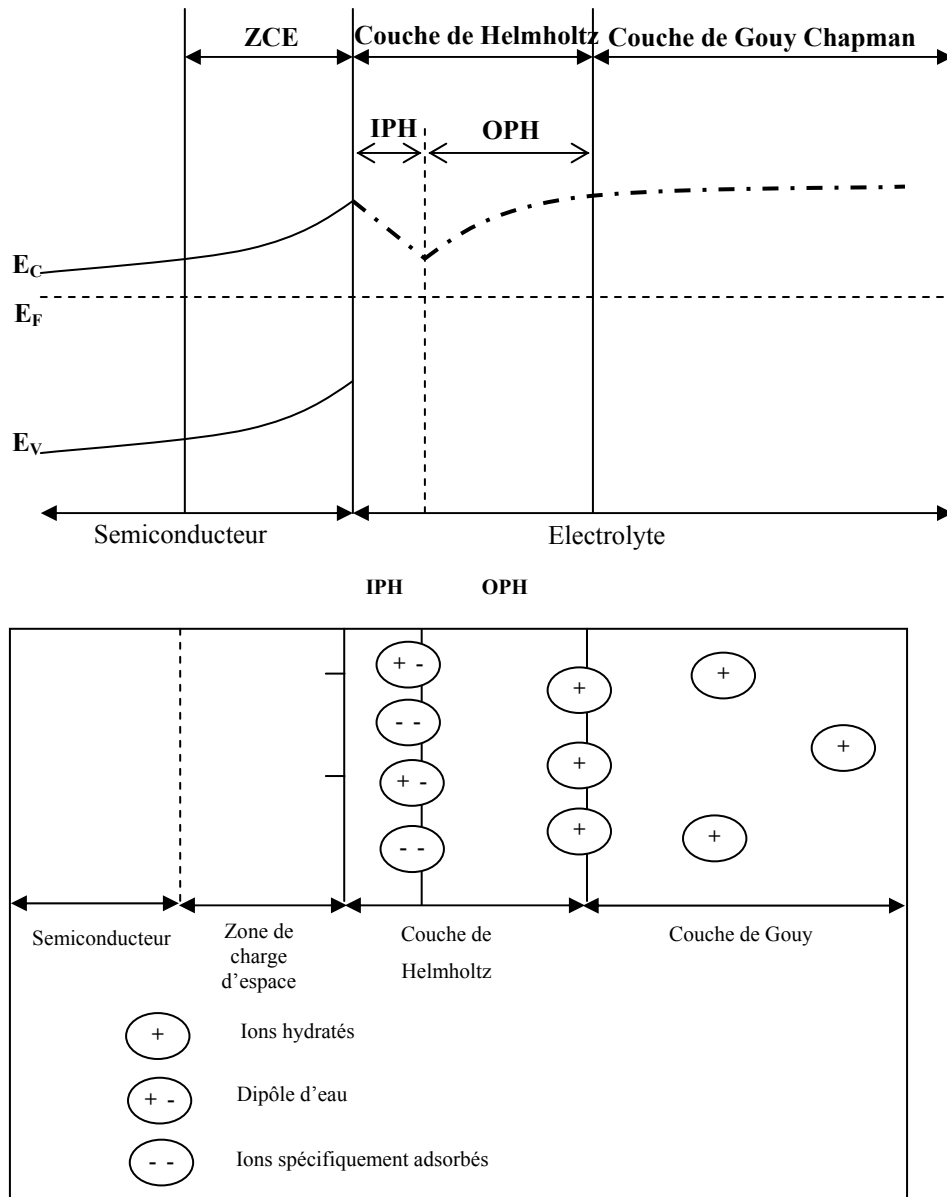 ZCE Couche de Helmholtz Couche de Gouy Chapman
IPH OPH
E_C
E_F
E_V
Semiconducteur Electrolyte
IPH OPH
+ -
+
+
- -
+
+
+ -
+
+
- -
Semiconducteur Zone de charge d’espace Couche de Helmholtz Couche de Gouy
+ Ions hydratés
+ - Dipôle d’eau
- - Ions spécifiquement adsorbés